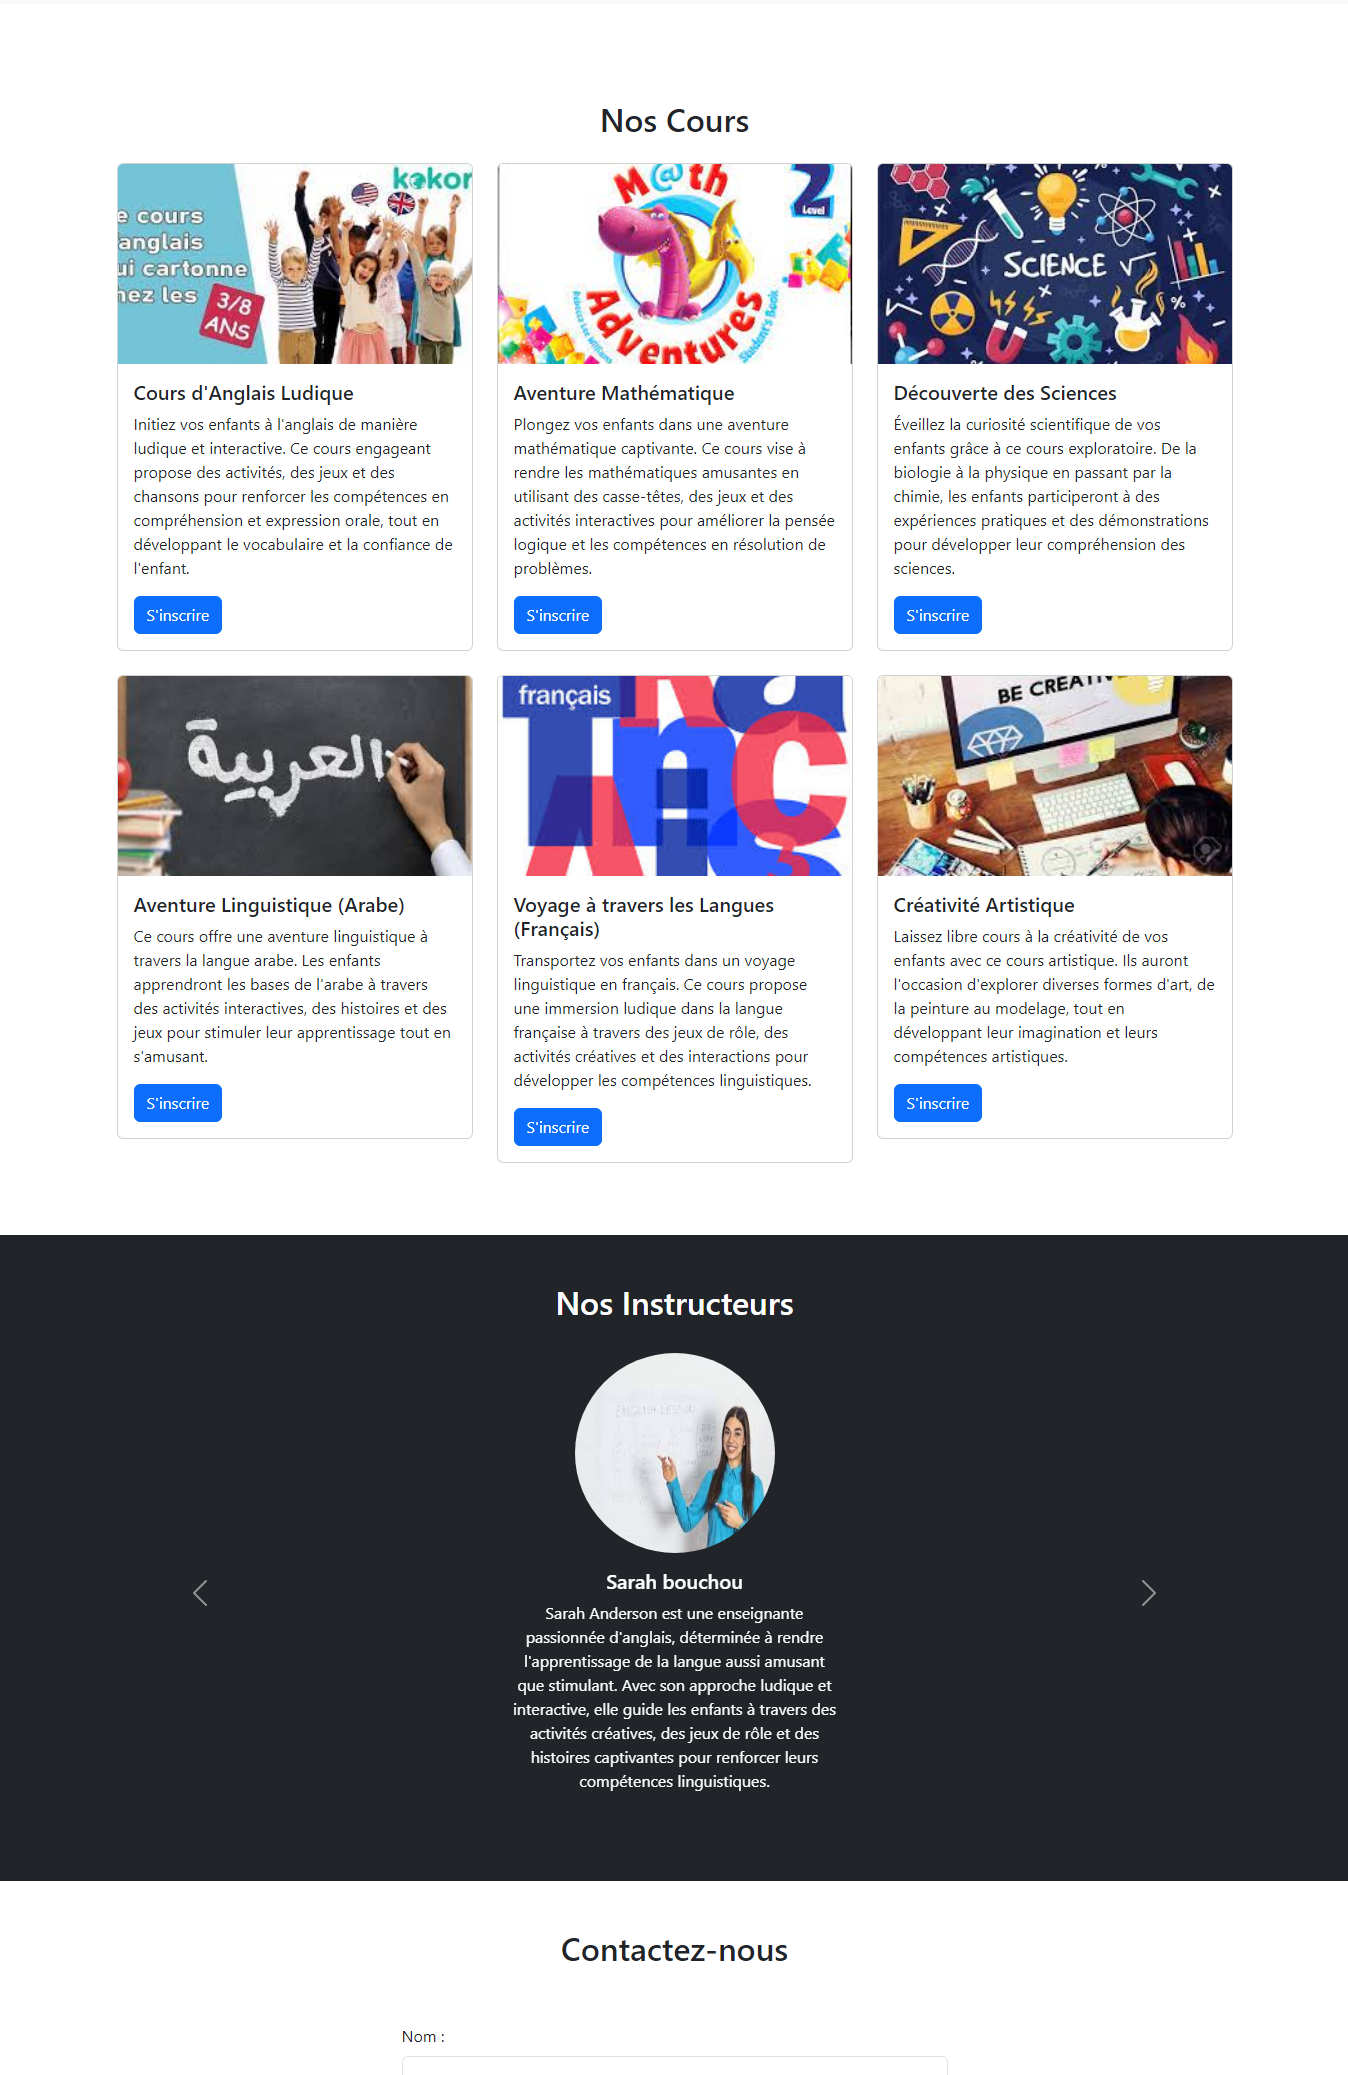 Nos Cours
kokor
e cours
anglais
ui cartonne
hez les
3/8
ANS
M@th
Adventures
Student's Book
2
Level
SCIENCE
Cours d'Anglais Ludique
Initiez vos enfants à l'anglais de manière
ludique et interactive. Ce cours engageant
propose des activités, des jeux et des
chansons pour renforcer les compétences en
compréhension et expression orale, tout en
développant le vocabulaire et la confiance de
l'enfant.
S'inscrire
Aventure Mathématique
Plongez vos enfants dans une aventure
mathématique captivante. Ce cours vise à
rendre les mathématiques amusantes en
utilisant des casse-têtes, des jeux et des
activités interactives pour améliorer la pensée
logique et les compétences en résolution de
problèmes.
S'inscrire
Découverte des Sciences
Éveillez la curiosité scientifique de vos
enfants grâce à ce cours exploratoire. De la
biologie à la physique en passant par la
chimie, les enfants participeront à des
expériences pratiques et des démonstrations
pour développer leur compréhension des
sciences.
S'inscrire
العربية
français
BE CREATIV
Aventure Linguistique (Arabe)
Ce cours offre une aventure linguistique à
travers la langue arabe. Les enfants
apprendront les bases de l'arabe à travers
des activités interactives, des histoires et des
jeux pour stimuler leur apprentissage tout en
s'amusant.
S'inscrire
Voyage à travers les Langues
(Français)
Transportez vos enfants dans un voyage
linguistique en français. Ce cours propose
une immersion ludique dans la langue
française à travers des jeux de rôle, des
activités créatives et des interactions pour
développer les compétences linguistiques.
S'inscrire
Créativité Artistique
Laissez libre cours à la créativité de vos
enfants avec ce cours artistique. Ils auront
l'occasion d'explorer diverses formes d'art, de
la peinture au modelage, tout en
développant leur imagination et leurs
compétences artistiques.
S'inscrire
Nos Instructeurs
ENGLISH LESSON
Sarah bouchou
Sarah Anderson est une enseignante
passionnée d'anglais, déterminée à rendre
l'apprentissage de la langue aussi amusant
que stimulant. Avec son approche ludique et
interactive, elle guide les enfants à travers des
activités créatives, des jeux de rôle et des
histoires captivantes pour renforcer leurs
compétences linguistiques.
Contactez-nous
Nom :